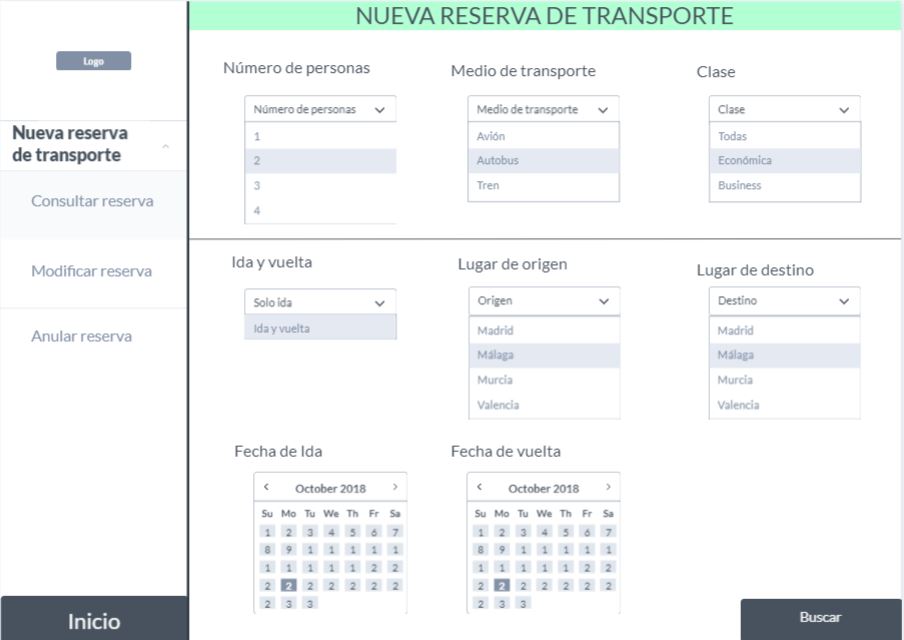 NUEVA RESERVA DE TRANSPORTE
Logo
Nueva reserva
de transporte
Consultar reserva
Modificar reserva
Anular reserva
Inicio
Número de personas
Número de personas
1
2
3
4
Medio de transporte
Medio de transporte
Avión
Autobus
Tren
Clase
Clase
Todas
Económica
Business
Ida y vuelta
Solo ida
Ida y vuelta
Lugar de origen
Origen
Madrid
Málaga
Murcia
Valencia
Lugar de destino
Destino
Madrid
Málaga
Murcia
Valencia
Fecha de Ida
< October 2018 >
Su Mo Tu We Th Fr Sa
1 2 3 4 5 6 7
8 9 1 1 1 1 1
1 1 1 1 1 2 2
2 2 2 2 2 2 2
2 3 3
Fecha de vuelta
< October 2018 >
Su Mo Tu We Th Fr Sa
1 2 3 4 5 6 7
8 9 1 1 1 1 1
1 1 1 1 1 2 2
2 2 2 2 2 2 2
2 3 3
Buscar